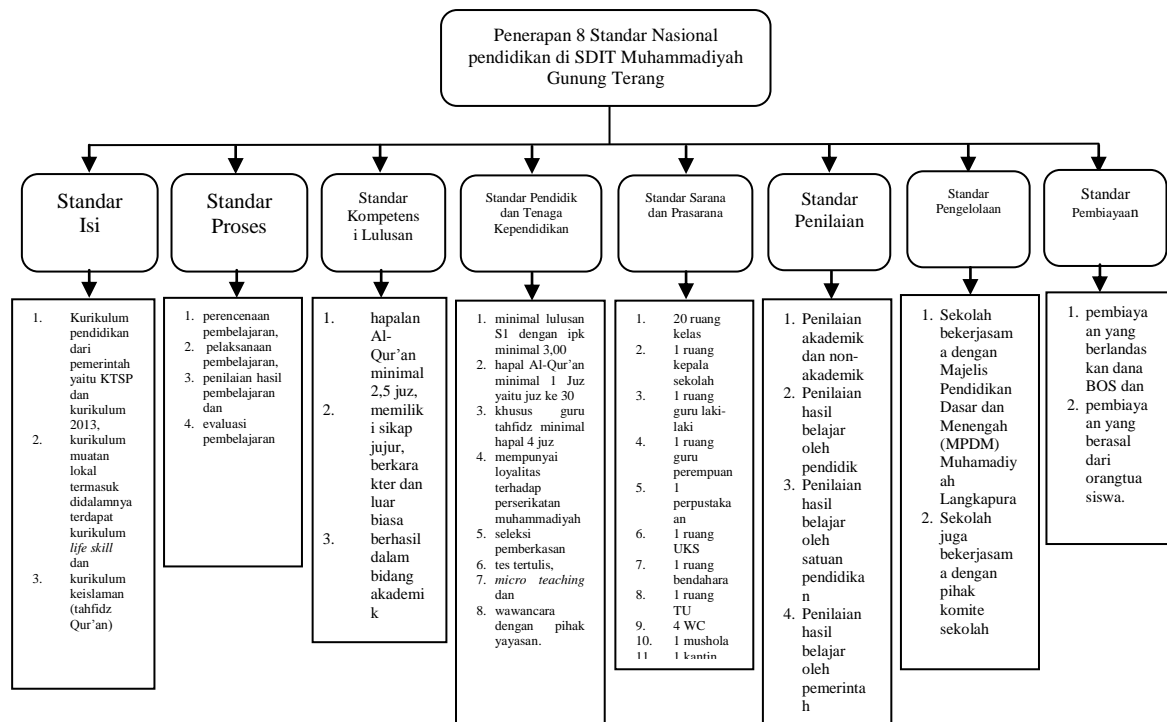 Penerapan 8 Standar Nasional
pendidikan di SDIT Muhammadiyah
Gunung Terang
Standar
Isi
Standar
Proses
Standar
Kompetens
i Lulusan
Standar Pendidik
dan Tenaga
Kependidikan
Standar Sarana
dan Prasarana
Standar
Penilaian
Standar
Pengelolaan
Standar
Pembiayaan
1. Kurikulum
pendidikan
dari
pemerintah
yaitu KTSP
dan
kurikulum
2013,
2. kurikulum
muatan
lokal
termasuk
didalamnya
terdapat
kurikulum
life skill
dan
3. kurikulum
keislaman
(tahfidz
Qur'an)
1. perencenaan
pembelajaran,
2. pelaksanaan
pembelajaran,
3. penilaian hasil
pembelajaran
dan
4. evaluasi
pembelajaran
1. hapalan
Al-
Qur'an
minimal
2,5 juz,
2. memilik
i sikap
jujur,
berkara
kter dan
luar
biasa
3. berhasil
dalam
bidang
akademi
k
1. minimal lulusan
S1 dengan ipk
minimal 3,00
2. hapal Al-Qur'an
minimal 1 Juz
yaitu juz ke 30
3. khusus guru
tahfidz minimal
hapal 4 juz
4. mempunyai
loyalitas
terhadap
perserikatan
muhammadiyah
5. seleksi
pemberkasan
6. tes tertulis,
7. micro teaching
dan
8. wawancara
dengan pihak
yayasan.
1. 20 ruang
kelas
2. 1 ruang
kepala
sekolah
3. 1 ruang
guru laki-
laki
4. 1 ruang
guru
perempuan
5. 1
perpustaka
an
6. 1 ruang
UKS
7. 1 ruang
bendahara
8. 1 ruang
TU
9. 4 WC
10. 1 mushola
11. 1 kantin
1. Penilaian
akademik
dan non-
akademik
2. Penilaian
hasil
belajar
oleh
pendidik
3. Penilaian
hasil
belajar
oleh
satuan
pendidika
n
4. Penilaian
hasil
belajar
oleh
pemerinta
h
1. Sekolah
bekerjasam
a dengan
Majelis
Pendidikan
Dasar dan
Menengah
(MPDM)
Muhamadiy
ah
Langkapura
2. Sekolah
juga
bekerjasam
a dengan
pihak
komite
sekolah
1. pembiaya
an yang
berlandas
kan dana
BOS dan
2. pembiaya
an yang
berasal
dari
orangtua
siswa.